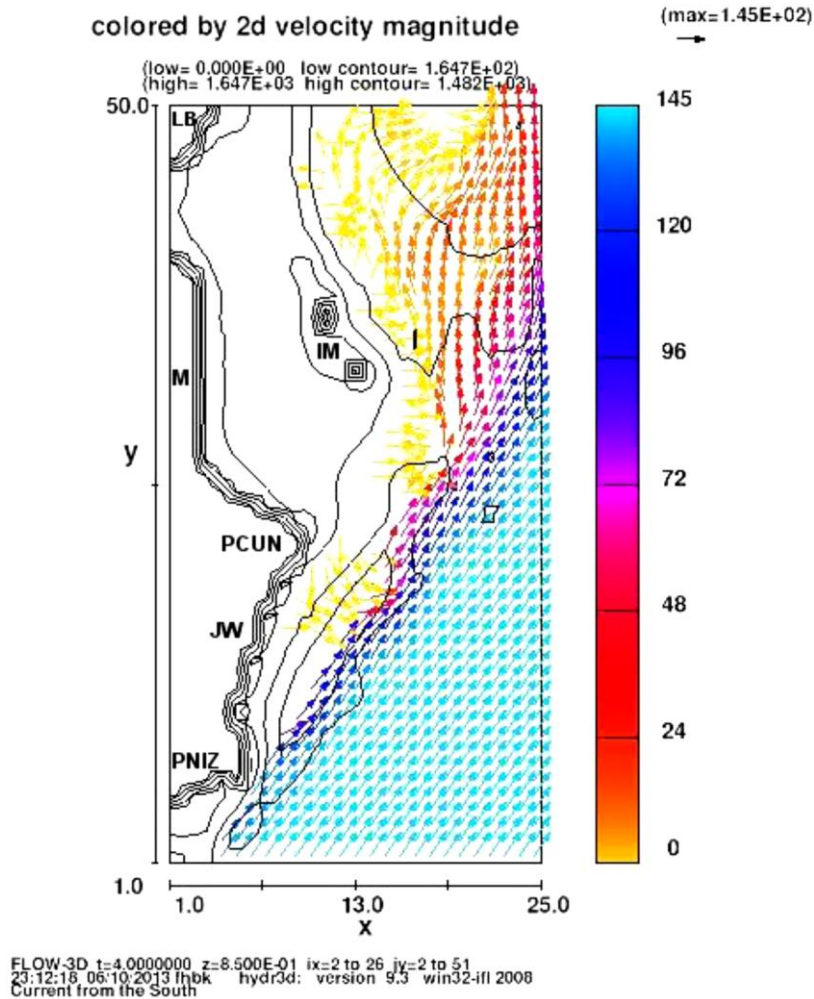 (max=1.45E+02)
colored by 2d velocity magnitude
(low= 0.000E+00 low contour= 1.647E+02)
(high= 1.647E+03 high contour= 1.482E+03)
50.0
LB
M
IM
I
y
PCUN
JW
PNIZ
1.0
1.0
13.0
25.0
x
145
120
96
72
48
24
0
FLOW-3D t=4.0000000 z=8.500E-01 ix=2 to 26 jy=2 to 51
23:12:18 06/10/2013 fhbk hydr3d: version 9.3 win32-ifl 2008
Current from the South